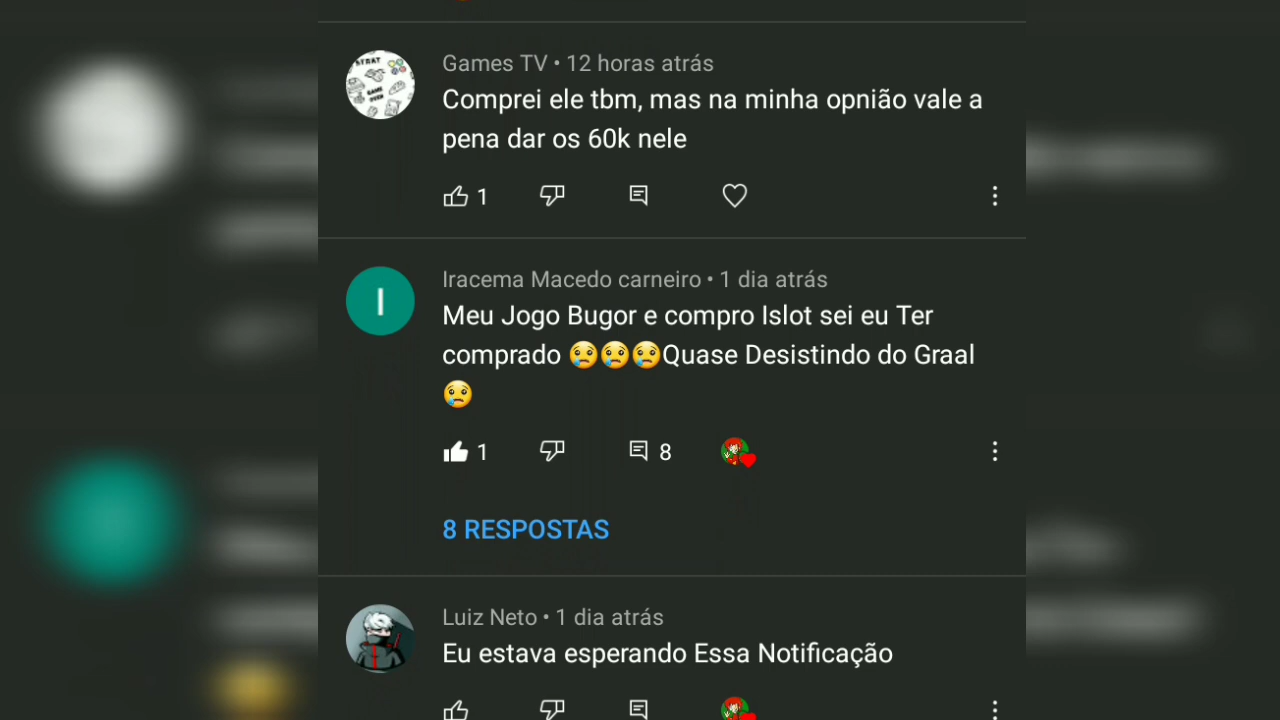 Games TV • 12 horas atrás
Comprei ele tbm, mas na minha opnião vale a
pena dar os 60k nele
1
I
Iracema Macedo carneiro • 1 dia atrás
Meu Jogo Bugor e compro Islot sei eu Ter
comprado 😢😢😢Quase Desistindo do Graal
😢
1 8
8 RESPOSTAS
Luiz Neto • 1 dia atrás
Eu estava esperando Essa Notificação